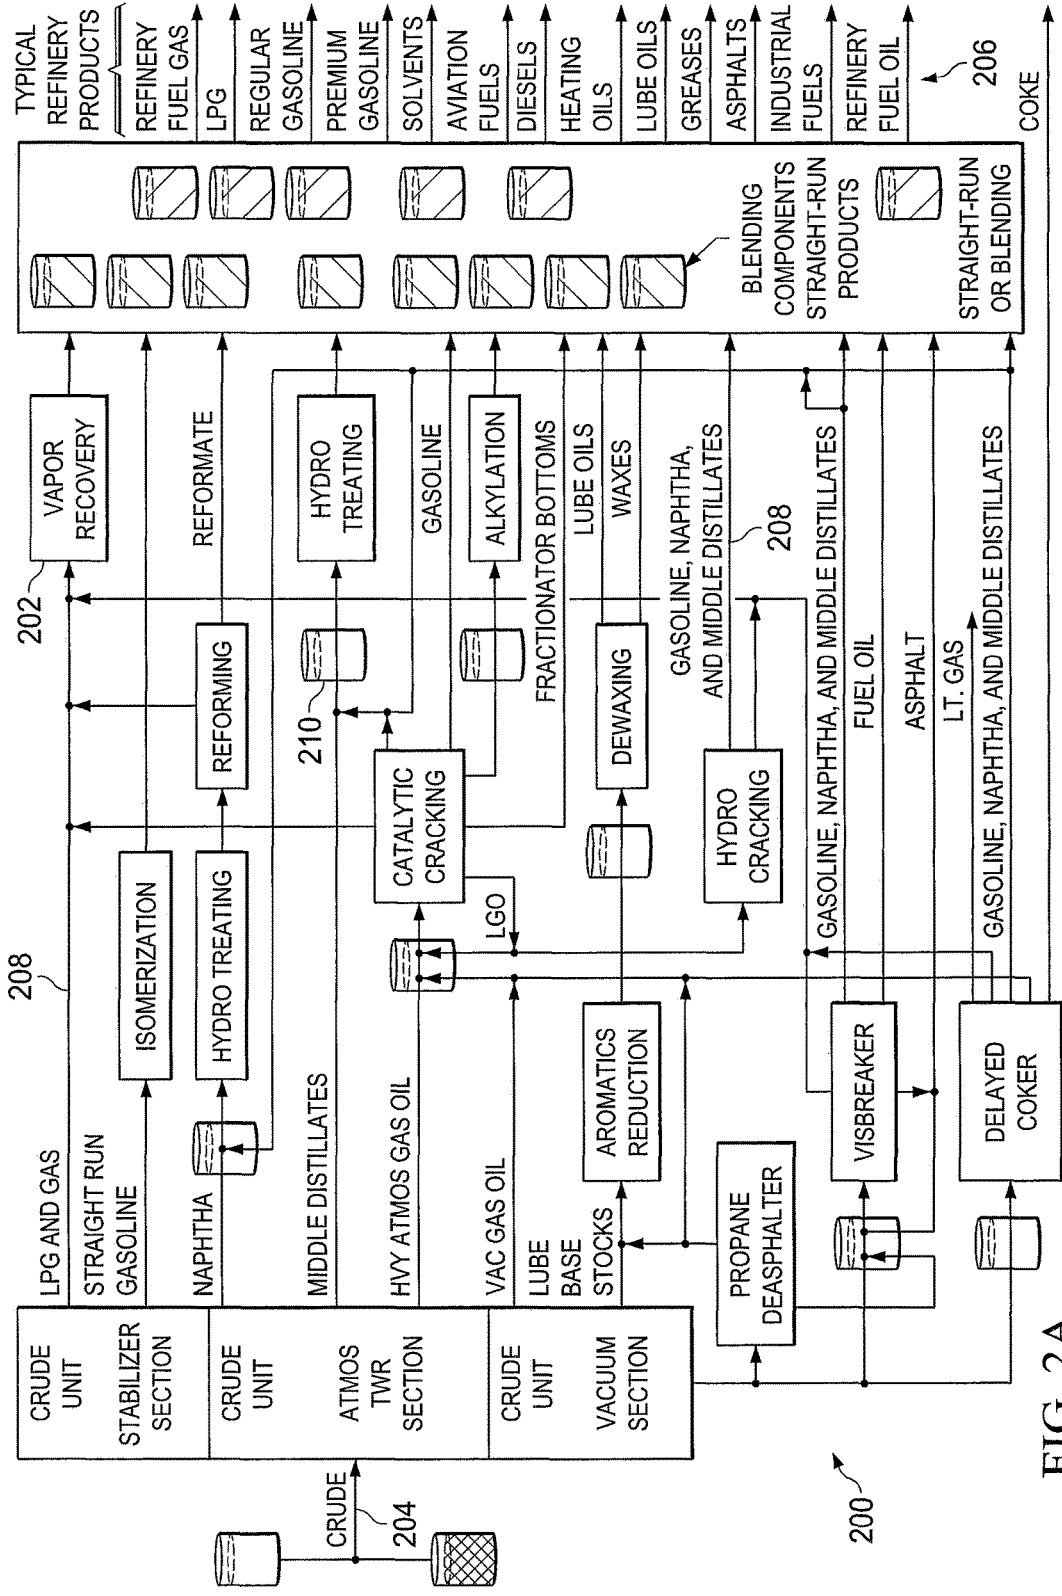 TYPICAL
REFINERY
PRODUCTS
REFINERY
FUEL GAS
LPG
REGULAR
GASOLINE
PREMIUM
GASOLINE
SOLVENTS
AVIATION
FUELS
DIESELS
HEATING
OILS
LUBE OILS
GREASES
ASPHALTS
INDUSTRIAL
FUELS
REFINERY
FUEL OIL
206
COKE
BLENDING
COMPONENTS
STRAIGHT-RUN
PRODUCTS
STRAIGHT-RUN
OR BLENDING
VAPOR
RECOVERY
202
REFORMATE
HYDRO
TREATING
GASOLINE
ALKYLATION
FRACTIONATOR BOTTOMS
LUBE OILS
WAXES
GASOLINE, NAPHTHA,
AND MIDDLE DISTILLATES
208
GASOLINE, NAPHTHA, AND MIDDLE DISTILLATES
FUEL OIL
ASPHALT
LT. GAS
GASOLINE, NAPHTHA, AND MIDDLE DISTILLATES
REFORMING
210
DEWAXING
HYDRO
CRACKING
CATALYTIC
CRACKING
LGO
208
ISOMERIZATION
HYDRO TREATING
AROMATICS
REDUCTION
VISBREAKER
DELAYED
COKER
PROPANE
DEASPHALTER
LPG AND GAS
STRAIGHT RUN
GASOLINE
NAPHTHA
MIDDLE DISTILLATES
HVY ATMOS GAS OIL
VAC GAS OIL
LUBE
BASE
STOCKS
CRUDE
UNIT
STABILIZER
SECTION
CRUDE
UNIT
ATMOS
TWR
SECTION
CRUDE
UNIT
VACUUM
SECTION
CRUDE
204
200
FIG. 2A